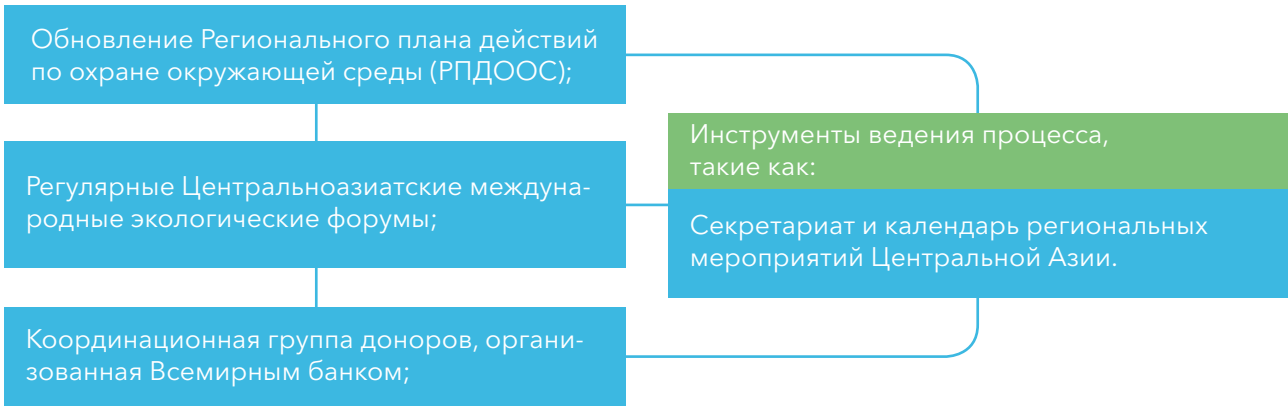 Обновление Регионального плана действий
по охране окружающей среды (РПДООС);
Регулярные Центральноазиатские междуна-
родные экологические форумы;
Координационная группа доноров, органи-
зованная Всемирным банком;
Инструменты ведения процесса,
такие как:
Секретариат и календарь региональных
мероприятий Центральной Азии.